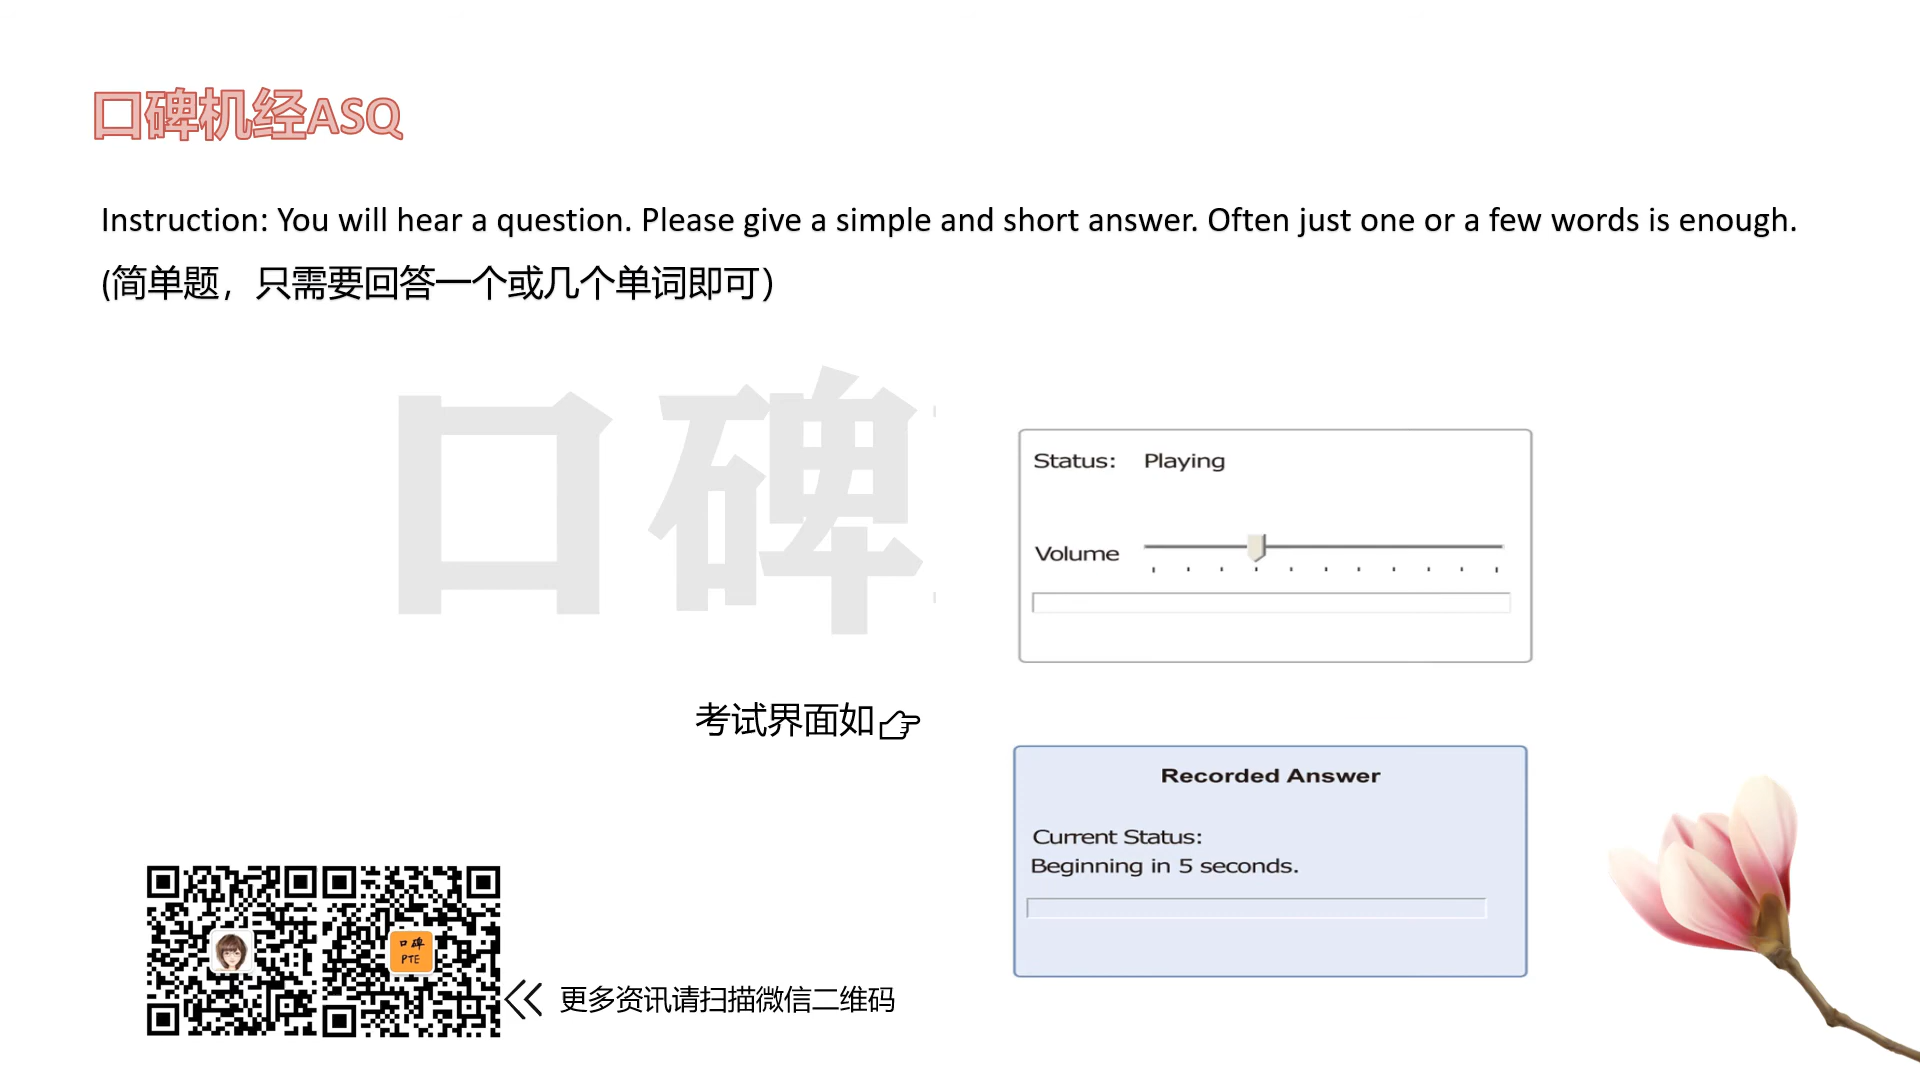 口碑机经ASQ
Instruction: You will hear a question. Please give a simple and short answer. Often just one or a few words is enough.
(简单题，只需要回答一个或几个单词即可）
口碑
Status: Playing
Volume
考试界面如
Recorded Answer
Current Status:
Beginning in 5 seconds.
口碑
PTE
更多资讯请扫描微信二维码